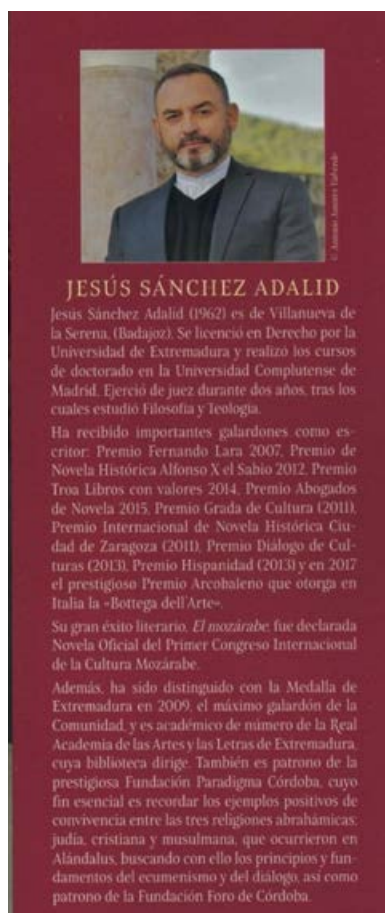 © Antonio Amores
JESÚS SÁNCHEZ ADALID
Jesús Sánchez Adalid (1962) es de Villanueva de
la Serena, (Badajoz). Se licenció en Derecho por la
Universidad de Extremadura y realizó los cursos
de doctorado en la Universidad Complutense de
Madrid. Ejerció de juez durante dos años, tras los
cuales estudió Filosofía y Teología.
Ha recibido importantes galardones como es-
critor: Premio Fernando Lara 2007, Premio de
Novela Histórica Alfonso X el Sabio 2012, Premio
Troa Libros con valores 2014, Premio Abogados
de Novela 2015, Premio Grada de Cultura (2011),
Premio Internacional de Novela Histórica Ciu-
dad de Zaragoza (2011), Premio Diálogo de Cul-
turas (2013), Premio Hispanidad (2013) y en 2017
el prestigioso Premio Arcobaleno que otorga en
Italia la «Bottega dell'Arte».
Su gran éxito literario, El mozárabe, fue declarada
Novela Oficial del Primer Congreso Internacional
de la Cultura Mozárabe.
Además, ha sido distinguido con la Medalla de
Extremadura en 2009, el máximo galardón de la
Comunidad, y es académico de número de la Real
Academia de las Artes y las Letras de Extremadura,
cuya biblioteca dirige. También es patrono de la
prestigiosa Fundación Paradigma Córdoba, cuyo
fin esencial es recordar los ejemplos positivos de
convivencia entre las tres religiones abrahámicas:
judía, cristiana y musulmana, que ocurrieron en
Alándalus, buscando con ello los principios y fun-
damentos del ecumenismo y del diálogo, así como
patrono de la Fundación Foro de Córdoba.